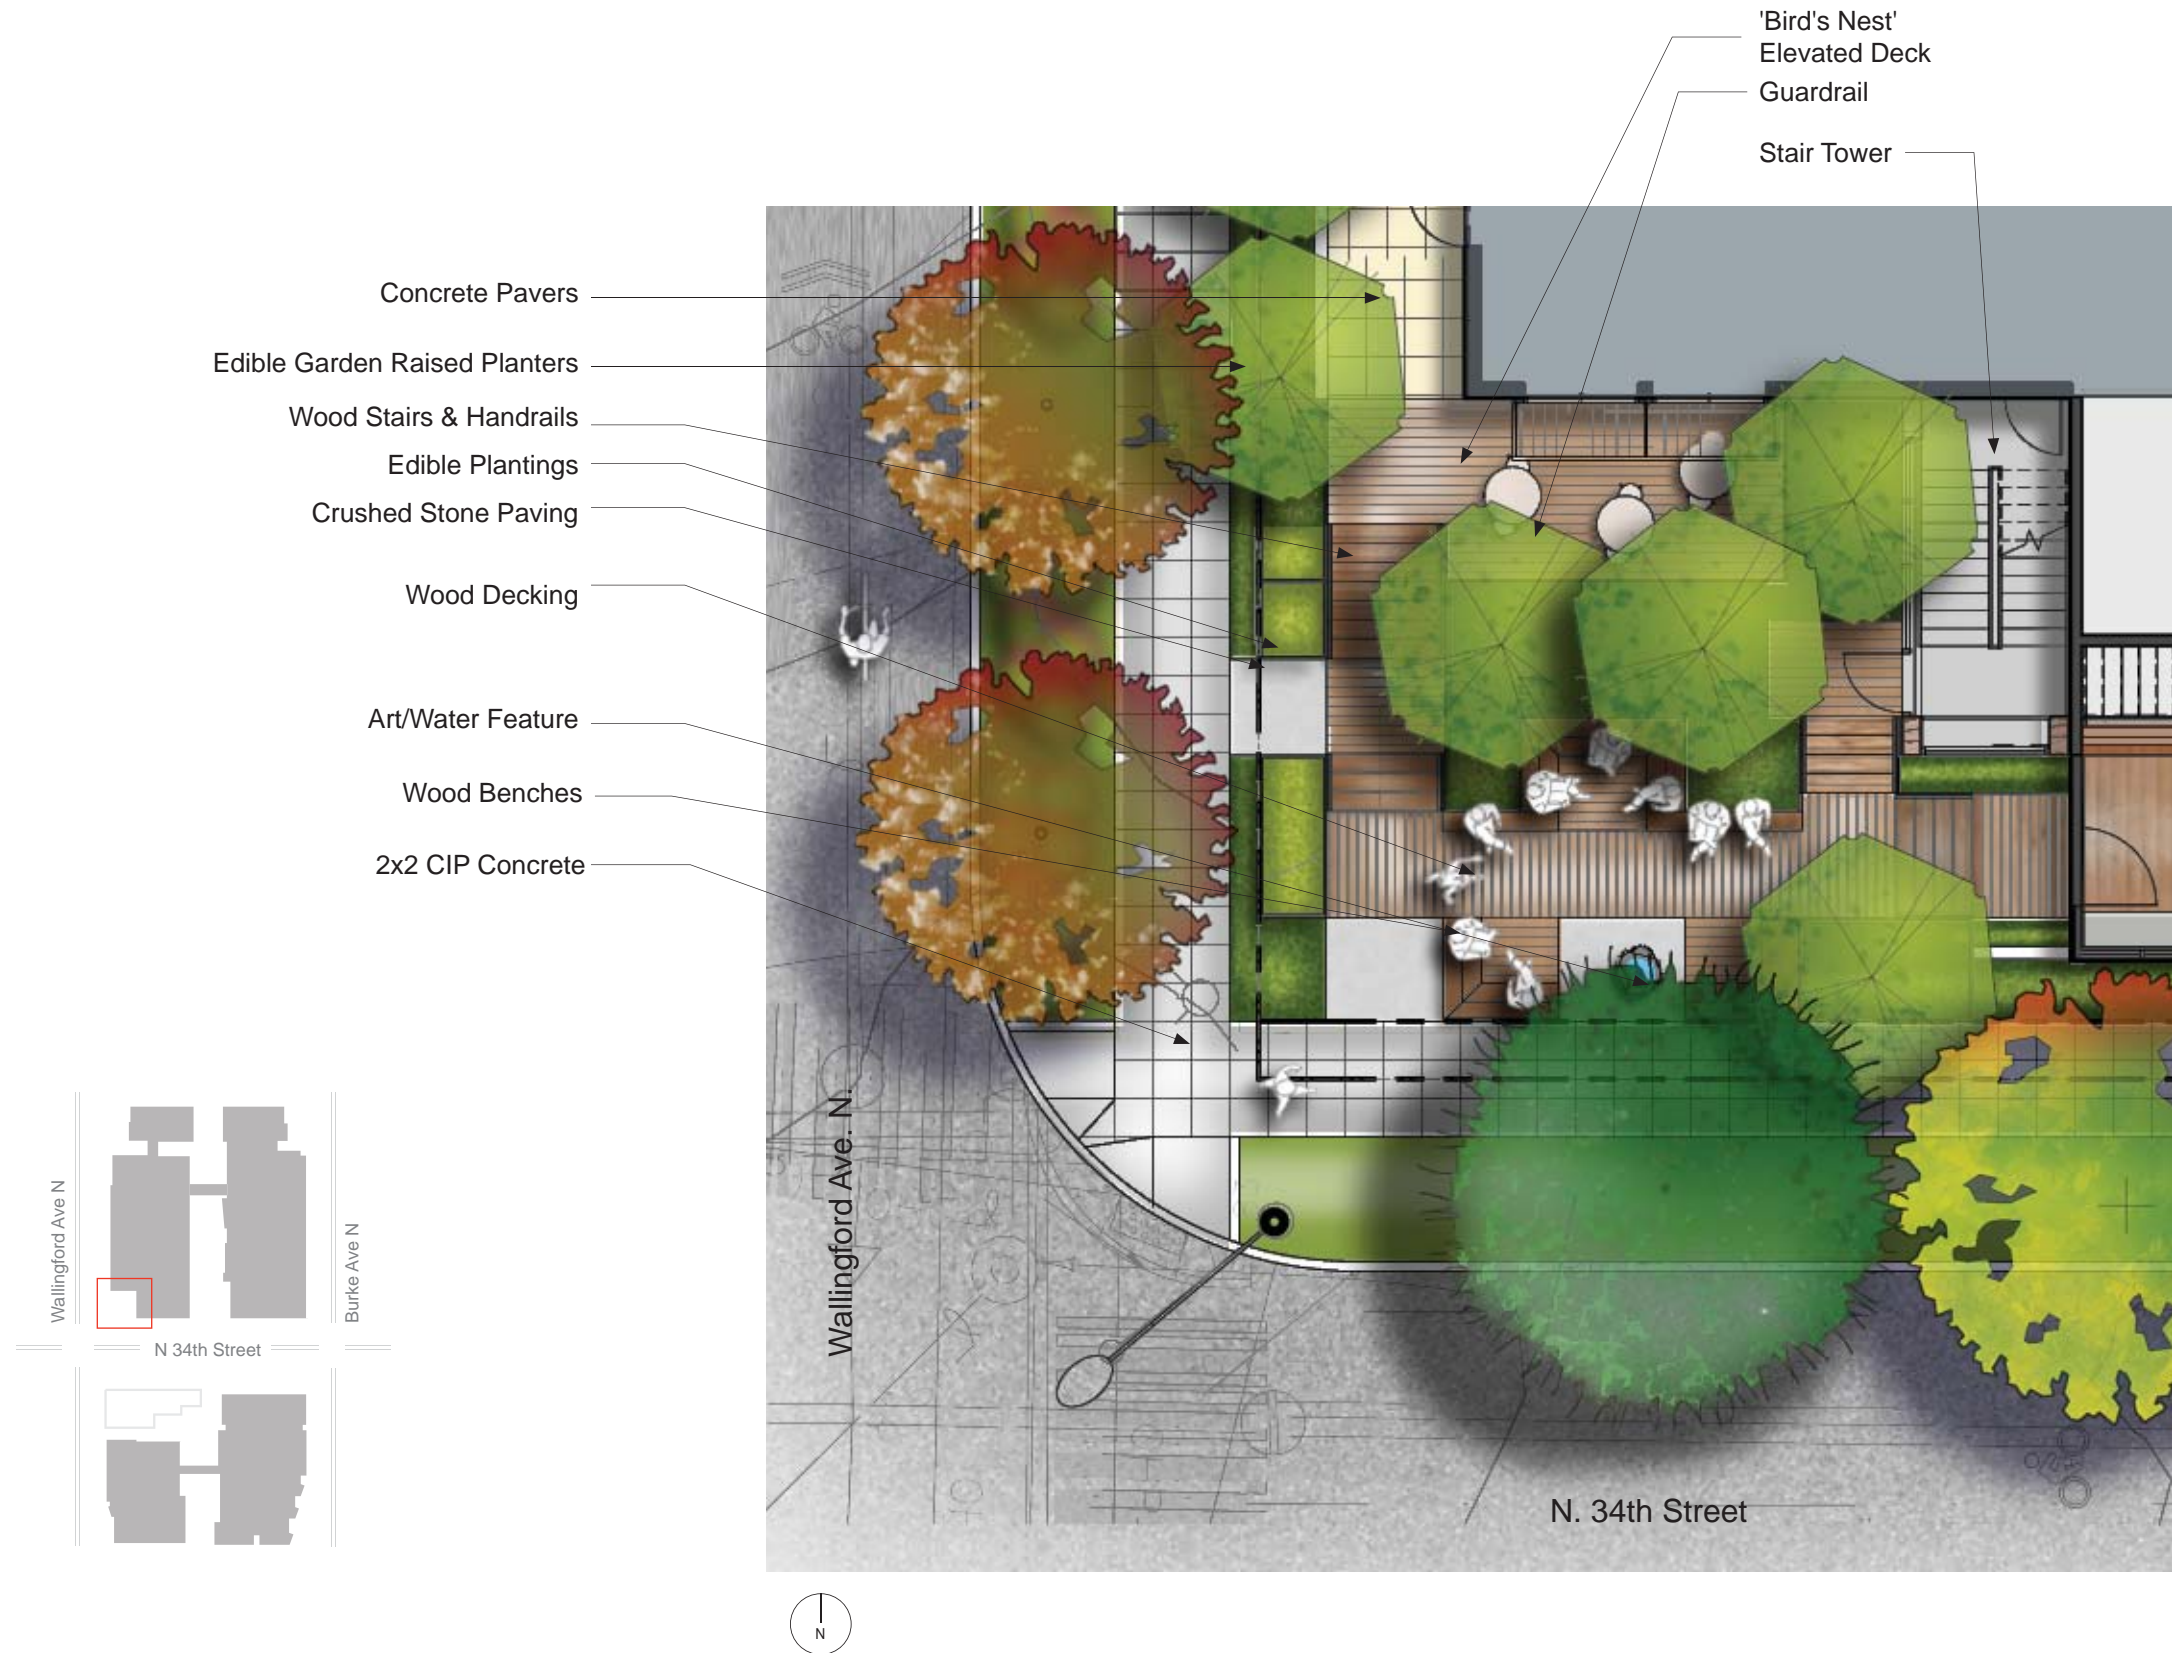 'Bird's Nest'
Elevated Deck
Guardrail
Stair Tower
Concrete Pavers
Edible Garden Raised Planters
Wood Stairs & Handrails
Edible Plantings
Crushed Stone Paving
Wood Decking
Art/Water Feature
Wood Benches
2x2 CIP Concrete
Wallingford Ave. N.
N. 34th Street
Wallingford Ave N
Burke Ave N
N 34th Street
N